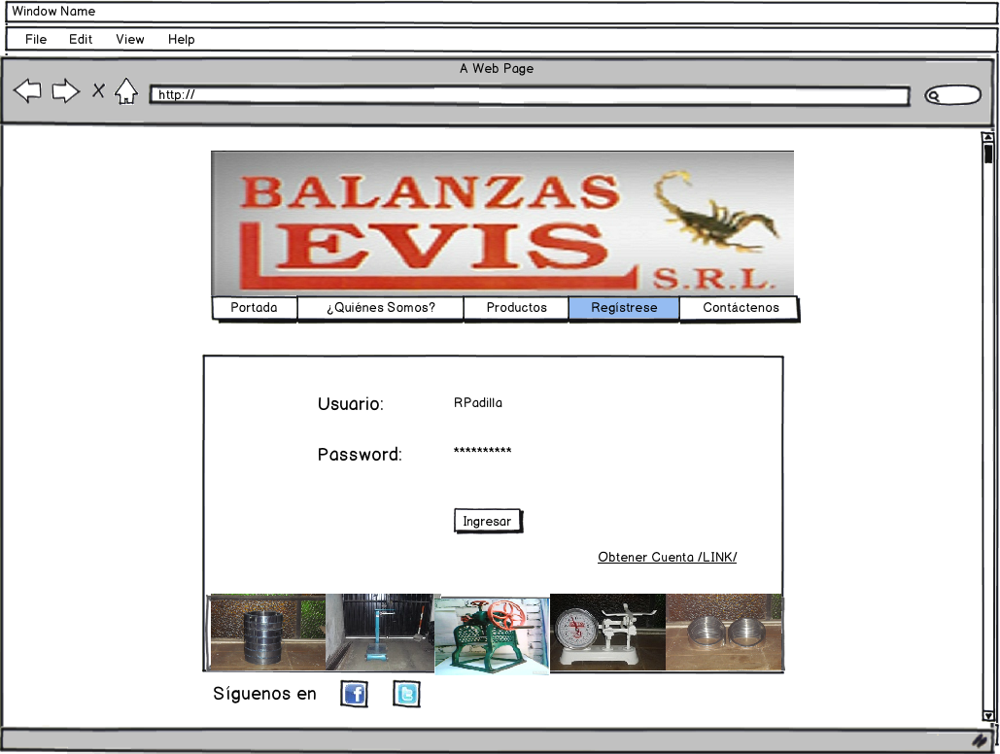 Window Name
File Edit View Help
A Web Page
http://
BALANZAS
LEVIS
S.R.L.
Portada ¿Quiénes Somos? Productos Regístrese Contáctenos
Usuario: RPadilla
Password: **********
Ingresar
Obtener Cuenta /LINK/
Síguenos en